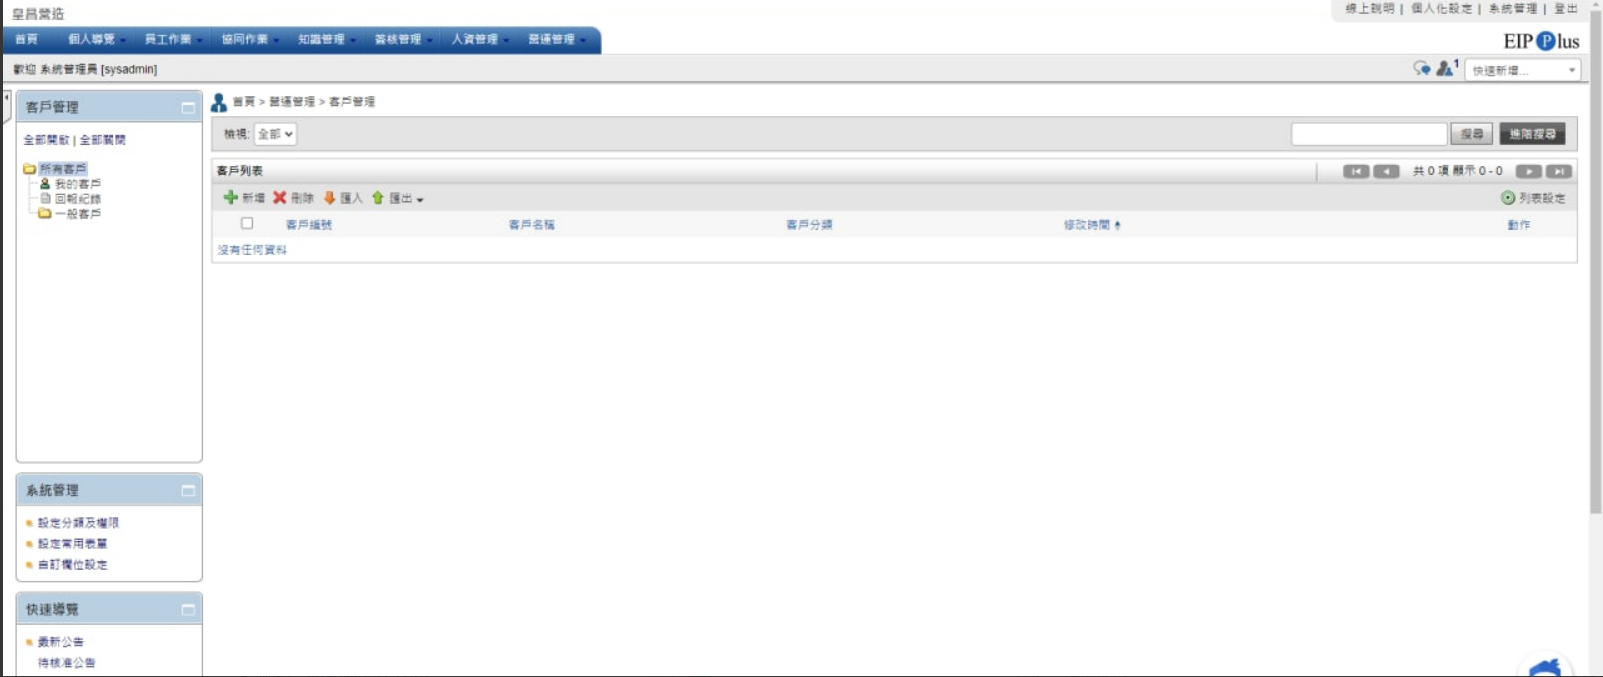 皇昌營造
線上說明 | 個人化設定 | 系統管理 | 登出
首頁 個人導覽 員工作業 協同作業 知識管理 簽核管理 人資管理 營運管理
EIP Plus
歡迎 系統管理員 [sysadmin]
1 快速新增...
客戶管理
全部開啟 | 全部關閉
所有客戶
我的客戶
回報紀錄
一般客戶
首頁 > 營運管理 > 客戶管理
檢視: 全部
搜尋 進階搜尋
客戶列表
共 0 項 顯示 0 - 0
新增 刪除 匯入 匯出
列表設定
客戶編號 客戶名稱 客戶分類 修改時間 動作
沒有任何資料
系統管理
設定分類及權限
設定常用表單
自訂欄位設定
快速導覽
最新公告
待核准公告